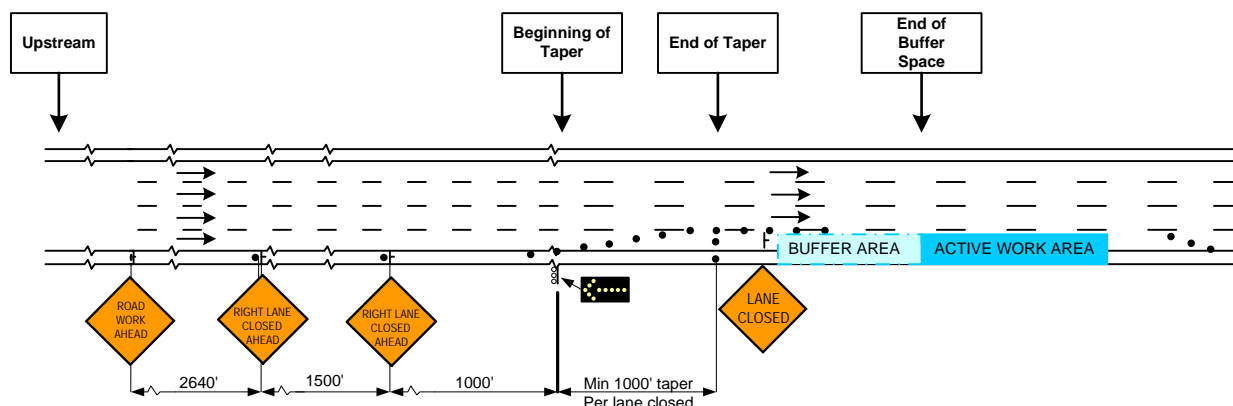 Upstream
Beginning of
Taper
End of Taper
End of
Buffer
Space
BUFFER AREA
ACTIVE WORK AREA
ROAD
WORK
AHEAD
RIGHT LANE
CLOSED
AHEAD
RIGHT LANE
CLOSED
AHEAD
LANE
CLOSED
2640'
1500'
1000'
Min 1000' taper
Per lane closed